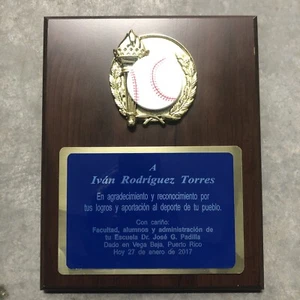 A
Iván Rodríguez Torres
En agradecimiento y reconocimiento por
tus logros y aportación al deporte de tu pueblo.
Con cariño:
Facultad, alumnos y administración de
tu Escuela Dr. José G. Padilla
Dado en Vega Baja, Puerto Rico
Hoy 27 de enero de 2017